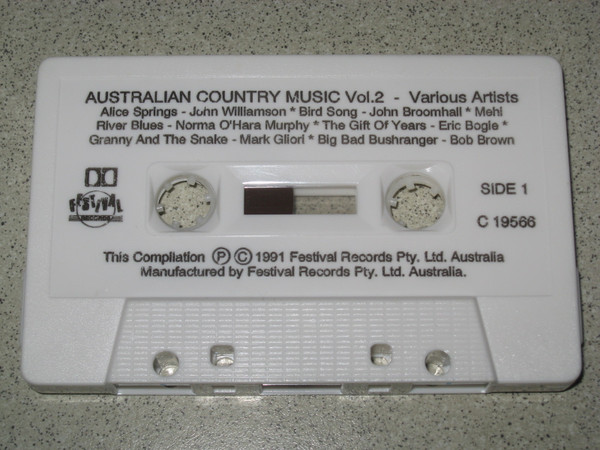 AUSTRALIAN COUNTRY MUSIC Vol.2 - Various Artists
Alice Springs - John Williamson * Bird Song - John Broomhall * Mehl
River Blues - Norma O'Hara Murphy * The Gift Of Years - Eric Bogle *
Granny And The Snake - Mark Gliori * Big Bad Bushranger - Bob Brown
FESTIVAL
RECORDS
SIDE 1
C 19566
This Compilation Ⓟ © 1991 Festival Records Pty. Ltd. Australia
Manufactured by Festival Records Pty. Ltd. Australia.